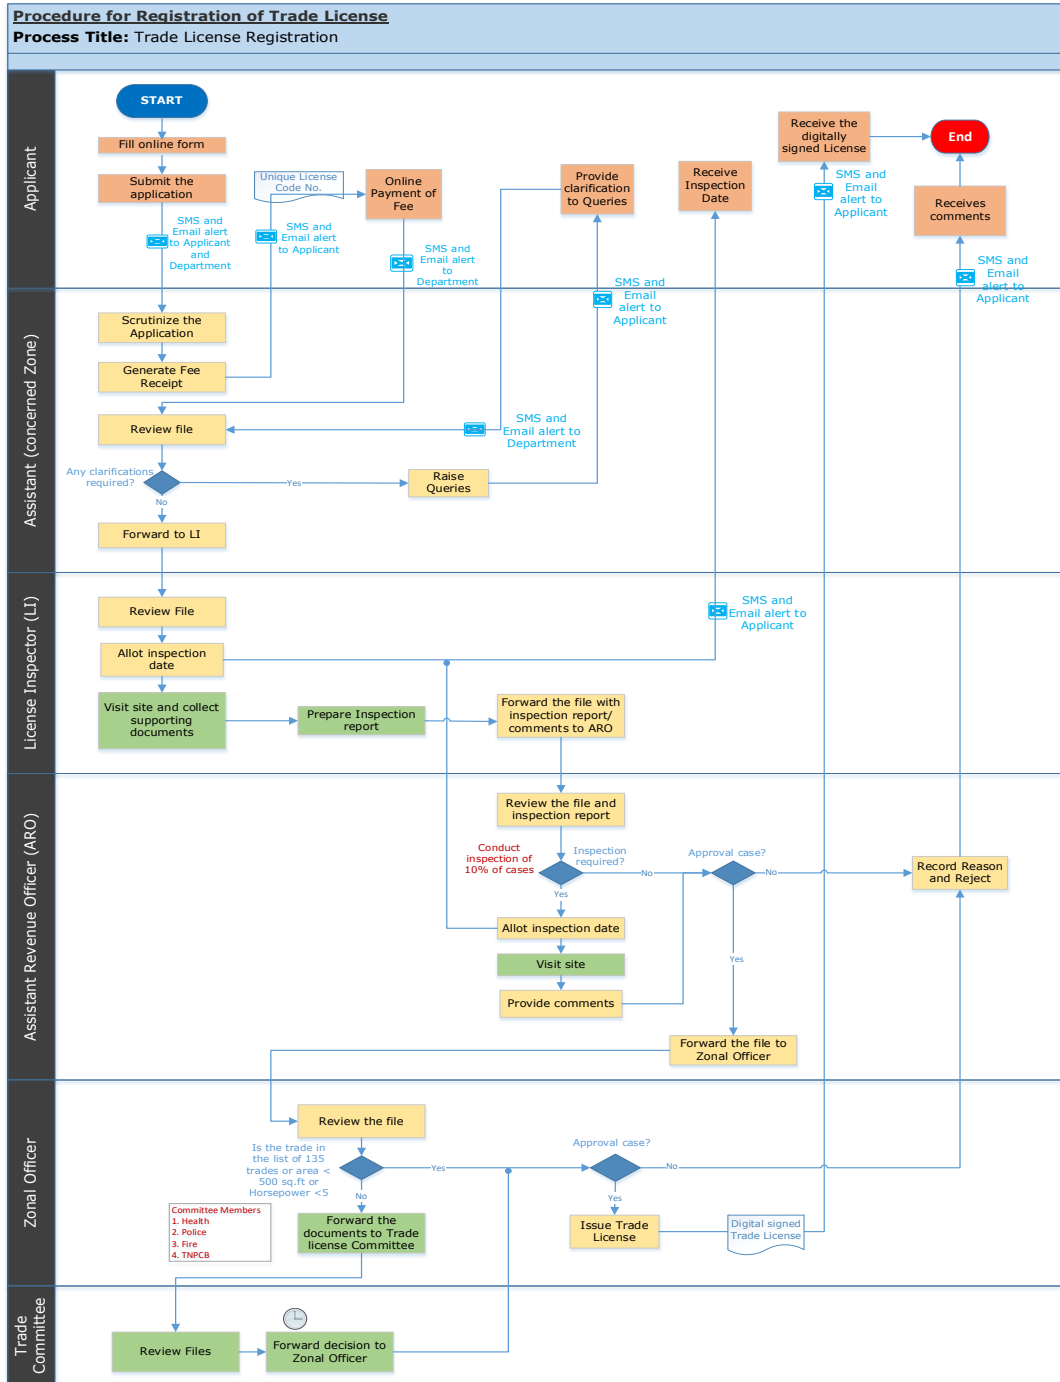 Procedure for Registration of Trade License
Process Title: Trade License Registration
Applicant
START
Fill online form
Submit the
application
SMS and
Email alert
to Applicant
and
Department
Unique License
Code No.
SMS and
Email alert
to Applicant
Online
Payment of
Fee
SMS and
Email alert
to
Department
Provide
clarification
to Queries
SMS and
Email
alert to
Applicant
Receive
Inspection
Date
Receive the
digitally
signed License
SMS and
Email
alert to
Applicant
End
Receives
comments
SMS and
Email
alert to
Applicant
Assistant (concerned Zone)
Scrutinize the
Application
Generate Fee
Receipt
Review file
SMS and
Email alert to
Department
Any clarifications
required?
Yes
No
Raise
Queries
Forward to LI
License Inspector (LI)
Review File
Allot inspection
date
SMS and
Email alert to
Applicant
Visit site and collect
supporting
documents
Prepare Inspection
report
Forward the file with
inspection report/
comments to ARO
Assistant Revenue Officer (ARO)
Review the file and
inspection report
Conduct
inspection of
10% of cases
Inspection
required?
No
Yes
Approval case?
No
Yes
Record Reason
and Reject
Allot inspection date
Visit site
Provide comments
Forward the file to
Zonal Officer
Zonal Officer
Review the file
Is the trade in
the list of 135
trades or area <
500 sq.ft or
Horsepower <5
Yes
No
Approval case?
No
Yes
Committee Members
1. Health
2. Police
3. Fire
4. TNPCB
Forward the
documents to Trade
license Committee
Issue Trade
License
Digital signed
Trade License
Trade
Committee
Review Files
Forward decision to
Zonal Officer